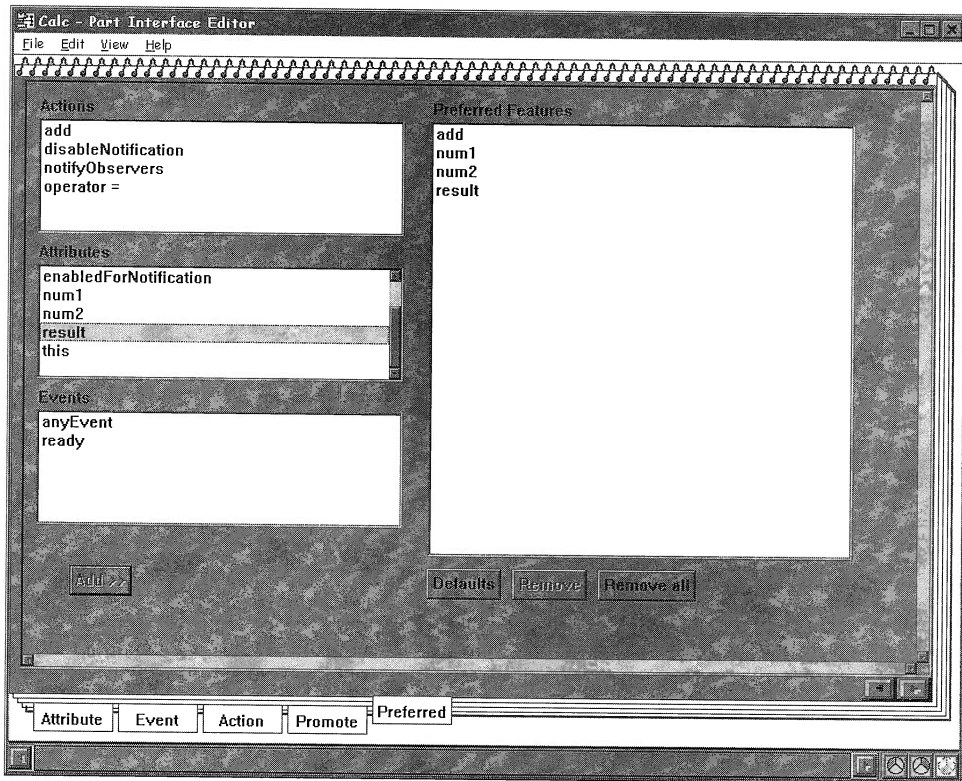 Calc - Part Interface Editor
File Edit View Help
Actions
add
disableNotification
notifyObservers
operator =
Attributes
enabledForNotification
num1
num2
result
this
Events
anyEvent
ready
Add >>
Preferred Features
add
num1
num2
result
Defaults Remove Remove all
Attribute Event Action Promote Preferred